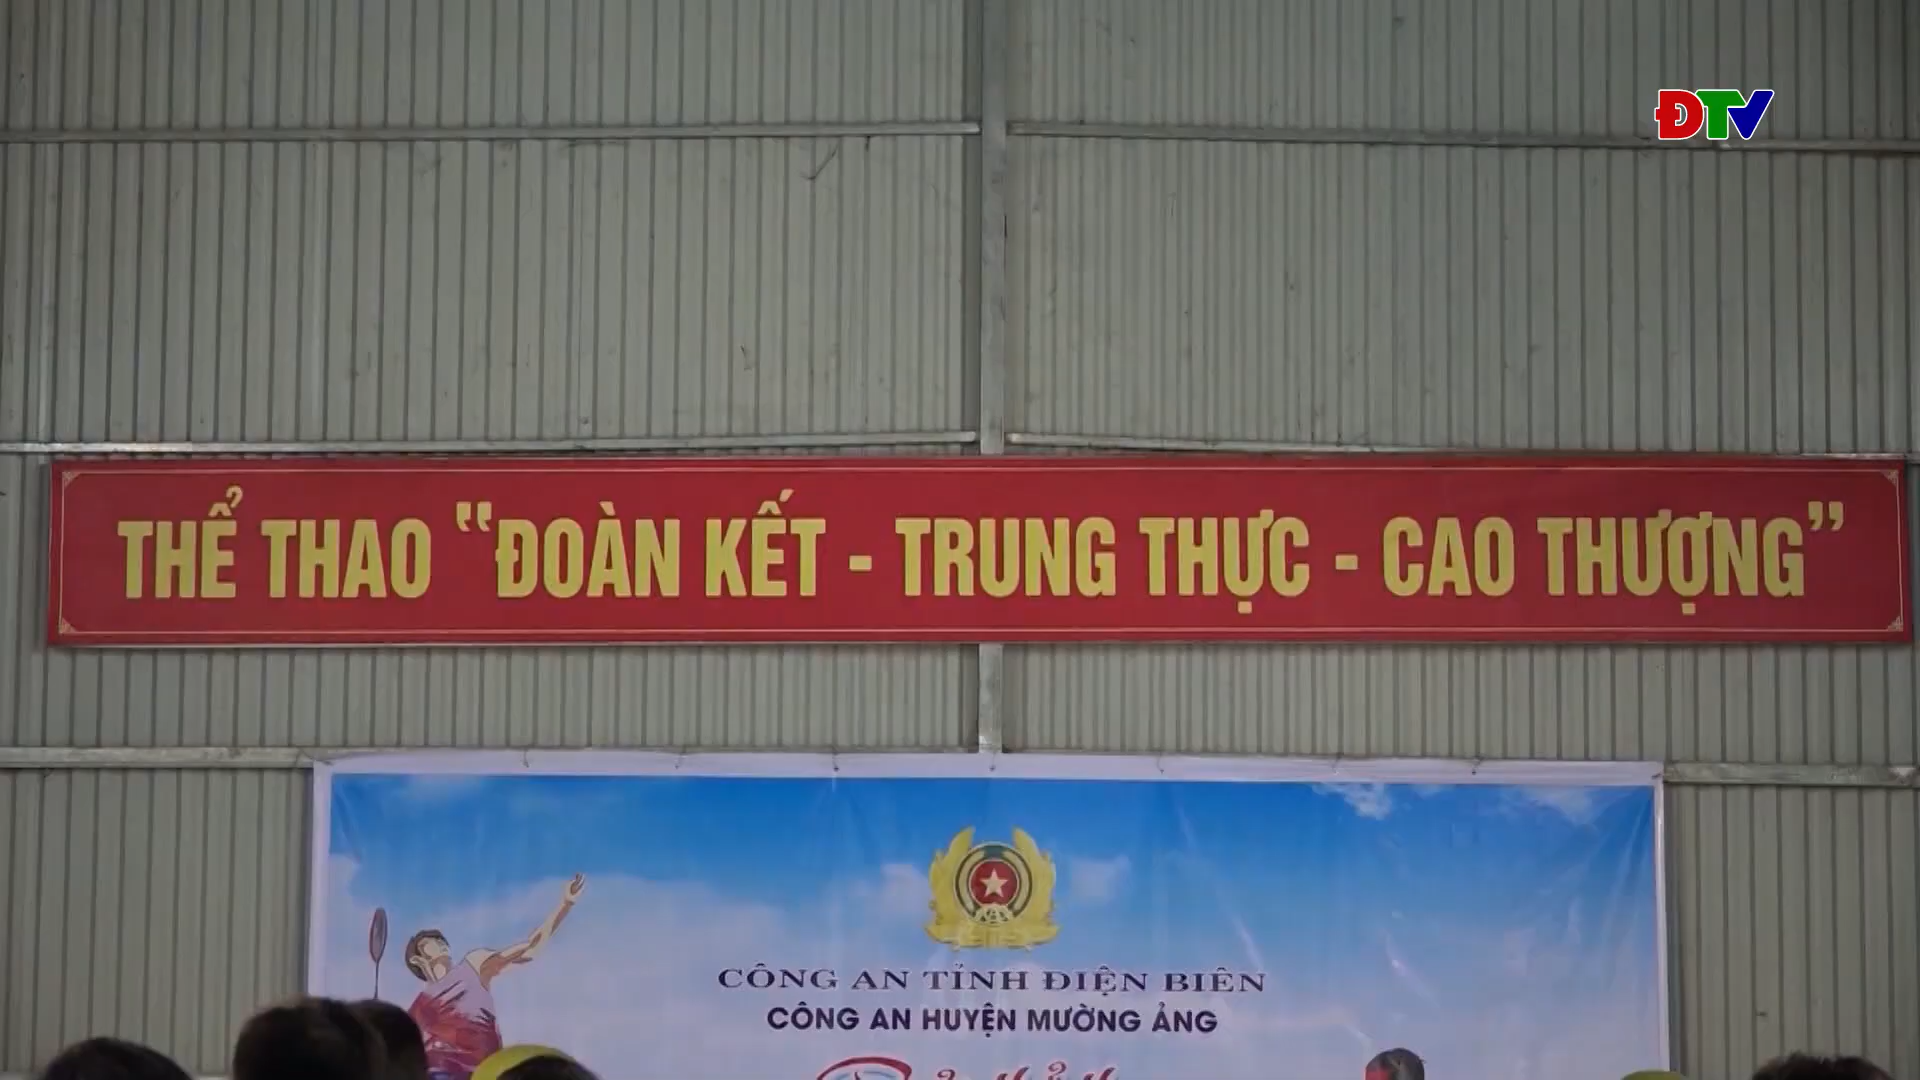 ĐTV
THỂ THAO “ĐOÀN KẾT - TRUNG THỰC - CAO THƯỢNG”
CÔNG AN TỈNH ĐIỆN BIÊN
CÔNG AN HUYỆN MƯỜNG ẢNG